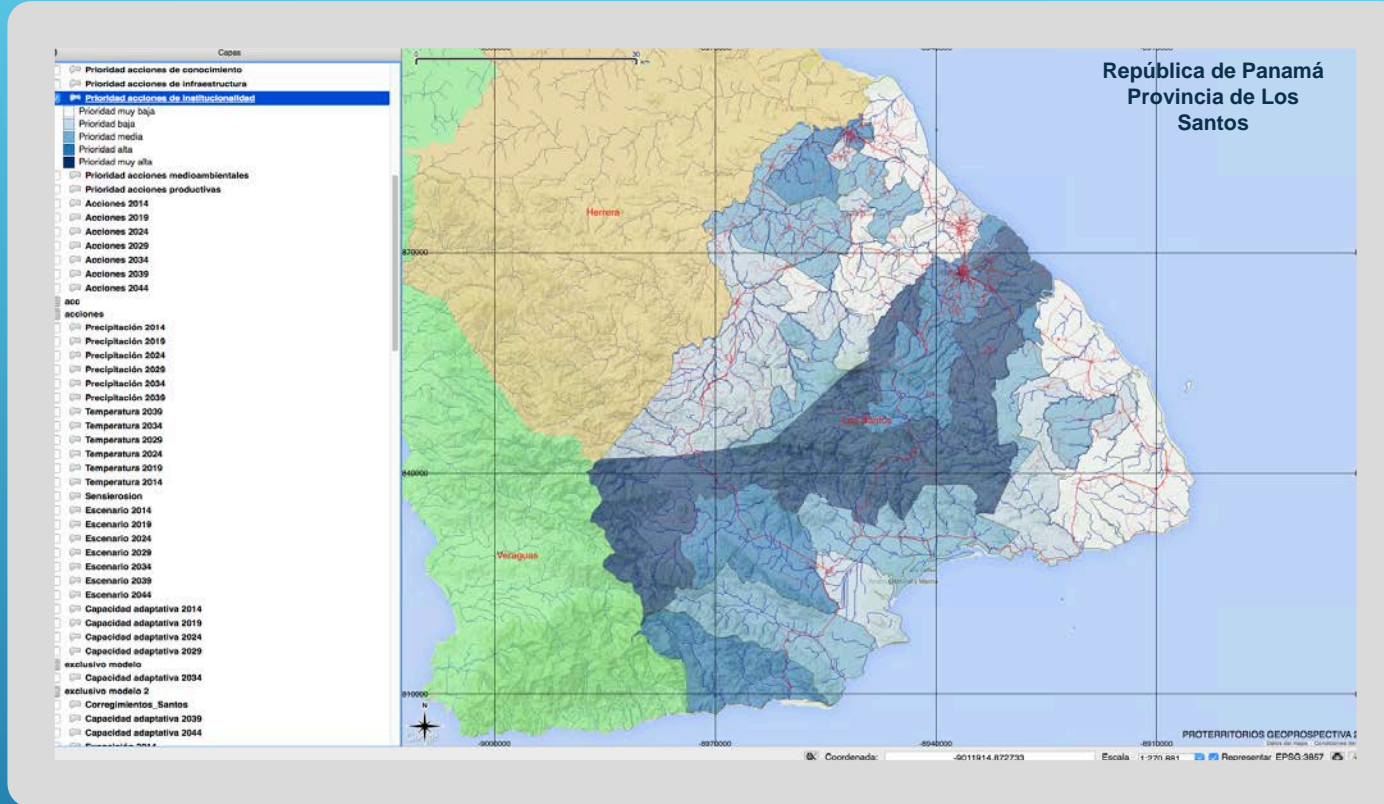 Capas
Prioridad acciones de conocimiento
Prioridad acciones de infraestructura
Prioridad acciones de institucionalidad
Prioridad muy baja
Prioridad baja
Prioridad media
Prioridad alta
Prioridad muy alta
Prioridad acciones medioambientales
Prioridad acciones productivas
Acciones 2014
Acciones 2019
Acciones 2024
Acciones 2029
Acciones 2034
Acciones 2039
Acciones 2044
acc
acciones
Precipitación 2014
Precipitación 2019
Precipitación 2024
Precipitación 2029
Precipitación 2034
Precipitación 2039
Temperatura 2039
Temperatura 2034
Temperatura 2029
Temperatura 2024
Temperatura 2019
Temperatura 2014
Sensierosion
Escenario 2014
Escenario 2019
Escenario 2024
Escenario 2029
Escenario 2034
Escenario 2039
Escenario 2044
Capacidad adaptativa 2014
Capacidad adaptativa 2019
Capacidad adaptativa 2024
Capacidad adaptativa 2029
exclusivo modelo
Capacidad adaptativa 2034
exclusivo modelo 2
Corregimientos_Santos
Capacidad adaptativa 2039
Capacidad adaptativa 2044
República de Panamá
Provincia de Los
Santos
0 30
km
Herrera
870000
Los Santos
840000
Veraguas
810000
N
-9000000 -8970000 -8940000 -8910000
PROTERRITORIOS GEOPROSPECTIVA
Coordenada: -9011914,872733 Escala 1:270.881 Representar EPSG:3857